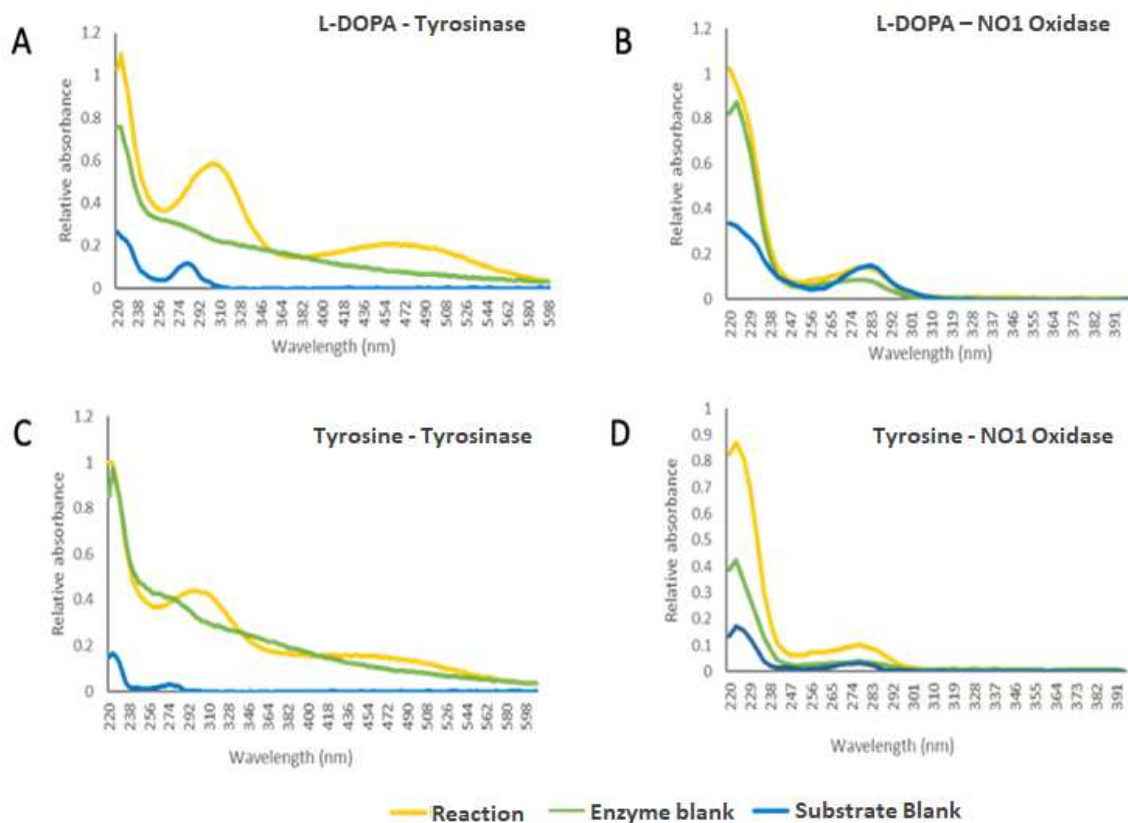 A
L-DOPA - Tyrosinase
1.2
1
0.8
0.6
0.4
0.2
0
Relative absorbance
220 238 256 274 292 310 328 346 364 382 400 418 436 454 472 490 508 526 544 562 580 598
Wavelength (nm)
B
L-DOPA – NO1 Oxidase
1.2
1
0.8
0.6
0.4
0.2
0
Relative absorbance
220 229 238 247 256 265 274 283 292 301 310 319 328 337 346 355 364 373 382 391
Wavelength (nm)
C
Tyrosine - Tyrosinase
1.2
1
0.8
0.6
0.4
0.2
0
Relative absorbance
220 238 256 274 292 310 328 346 364 382 400 418 436 454 472 490 508 526 544 562 580 598
Wavelength (nm)
D
Tyrosine - NO1 Oxidase
1
0.9
0.8
0.7
0.6
0.5
0.4
0.3
0.2
0.1
0
Relative absorbance
220 229 238 247 256 265 274 283 292 301 310 319 328 337 346 355 364 373 382 391
Wavelength (nm)
Reaction Enzyme blank Substrate Blank